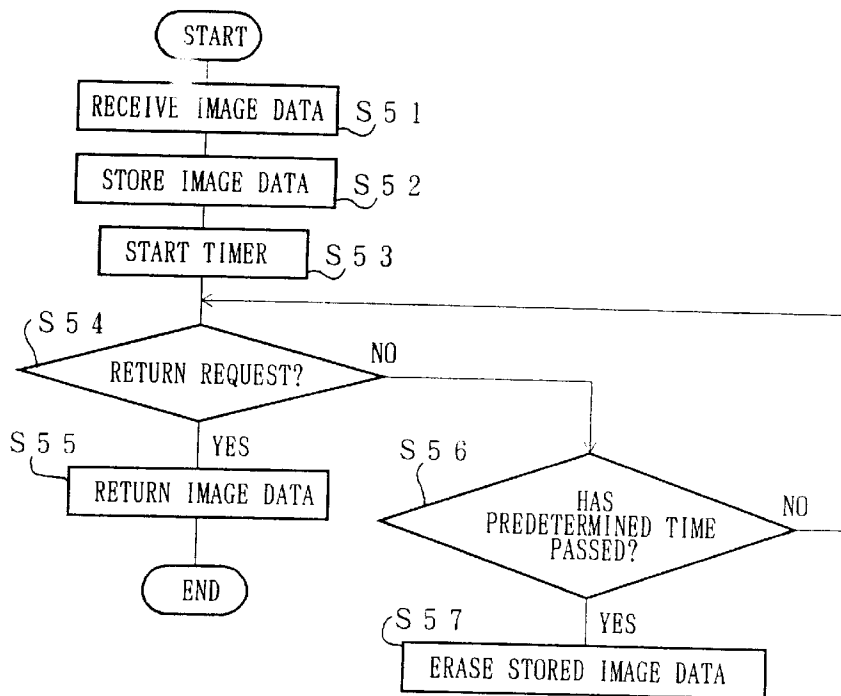 START
RECEIVE IMAGE DATA
S51
STORE IMAGE DATA
S52
START TIMER
S53
S54
RETURN REQUEST?
NO
YES
S55
RETURN IMAGE DATA
END
S56
HAS
PREDETERMINED TIME
PASSED?
NO
YES
S57
ERASE STORED IMAGE DATA